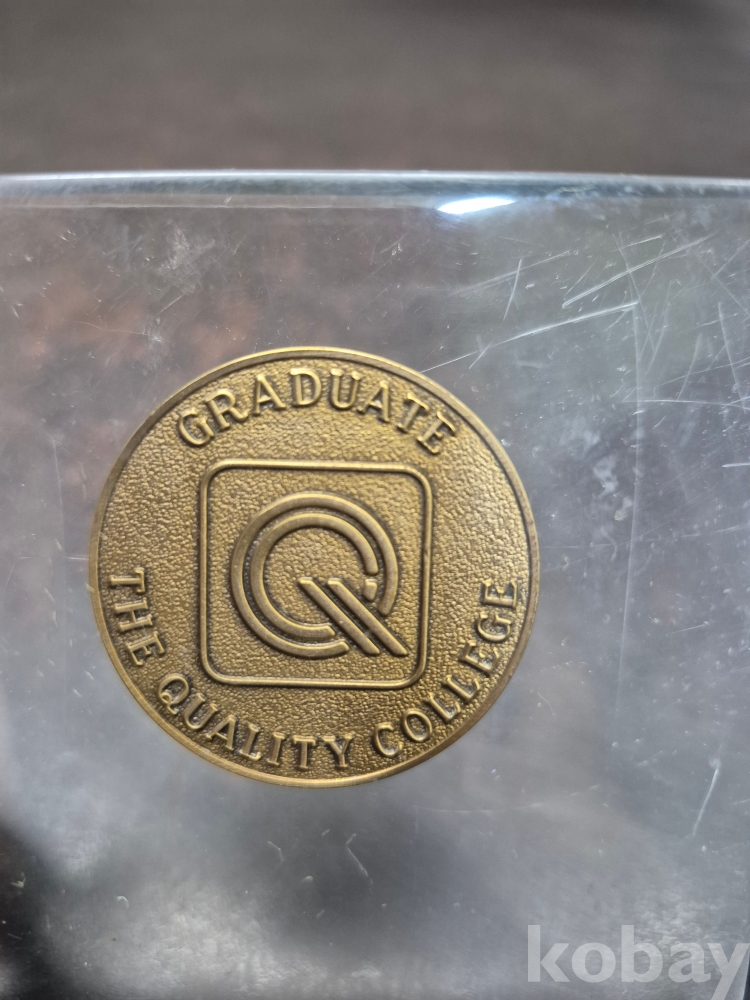 GRADUATE
Q
THE QUALITY COLLEGE
kobay